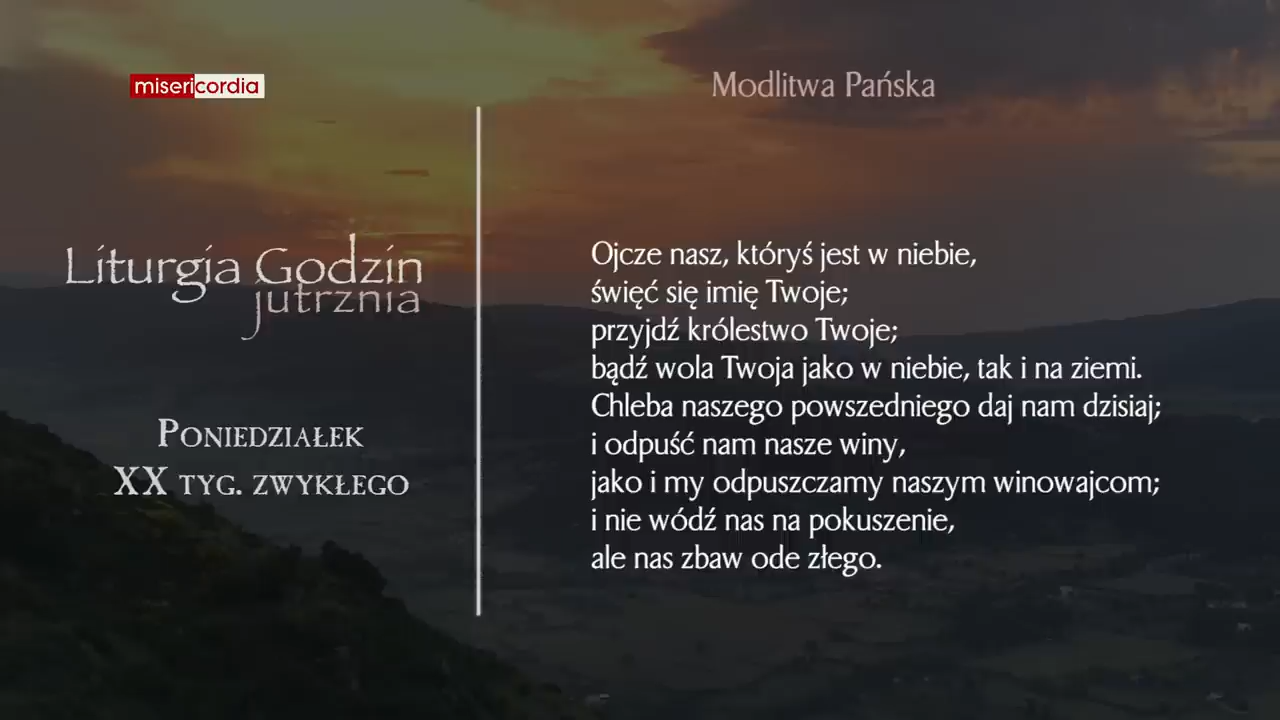 misericordia
Modlitwa Pańska
Liturgia Godzin
jutrznia
Poniedziałek
XX tyg. zwykłego
Ojcze nasz, któryś jest w niebie,
święć się imię Twoje;
przyjdź królestwo Twoje;
bądź wola Twoja jako w niebie, tak i na ziemi.
Chleba naszego powszedniego daj nam dzisiaj;
i odpuść nam nasze winy,
jako i my odpuszczamy naszym winowajcom;
i nie wódź nas na pokuszenie,
ale nas zbaw ode złego.